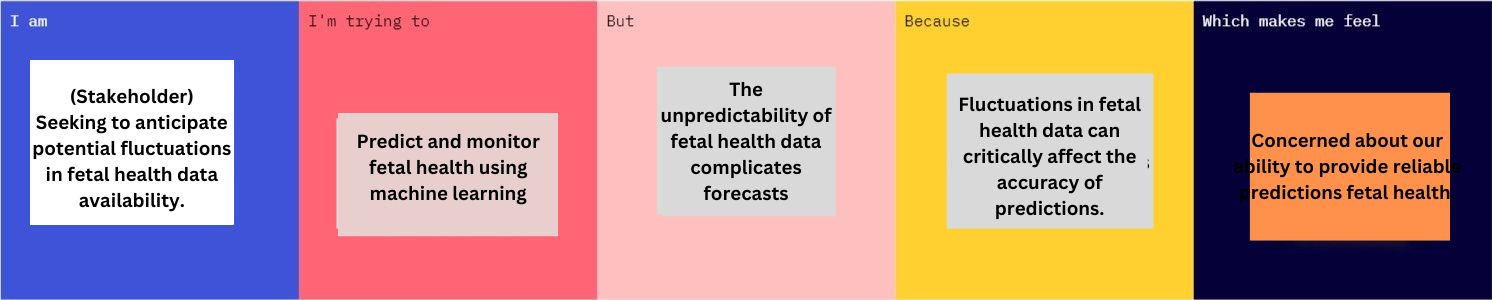 I am
(Stakeholder)
Seeking to anticipate
potential fluctuations
in fetal health data
availability.
I'm trying to
Predict and monitor
fetal health using
machine learning
But
The
unpredictability of
fetal health data
complicates
forecasts
Because
Fluctuations in fetal
health data can
critically affect the
accuracy of
predictions.
Which makes me feel
Concerned about our
ability to provide reliable
predictions fetal health.